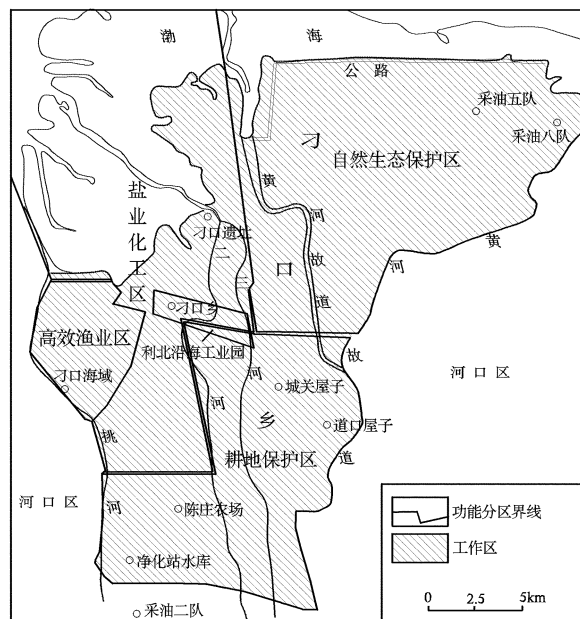 渤海
公路
采油五队
采油八队
刁口乡
自然生态保护区
黄河故道
黄河故道
盐业化工区
刁口遗址
二河
三河
刁口乡
高效渔业区
利北沿海工业园
刁口海域
河口区
城关屋子
道口屋子
挑河
耕地保护区
河口区
陈庄农场
净化站水库
采油二队
功能分区界线
工作区
0 2.5 5km